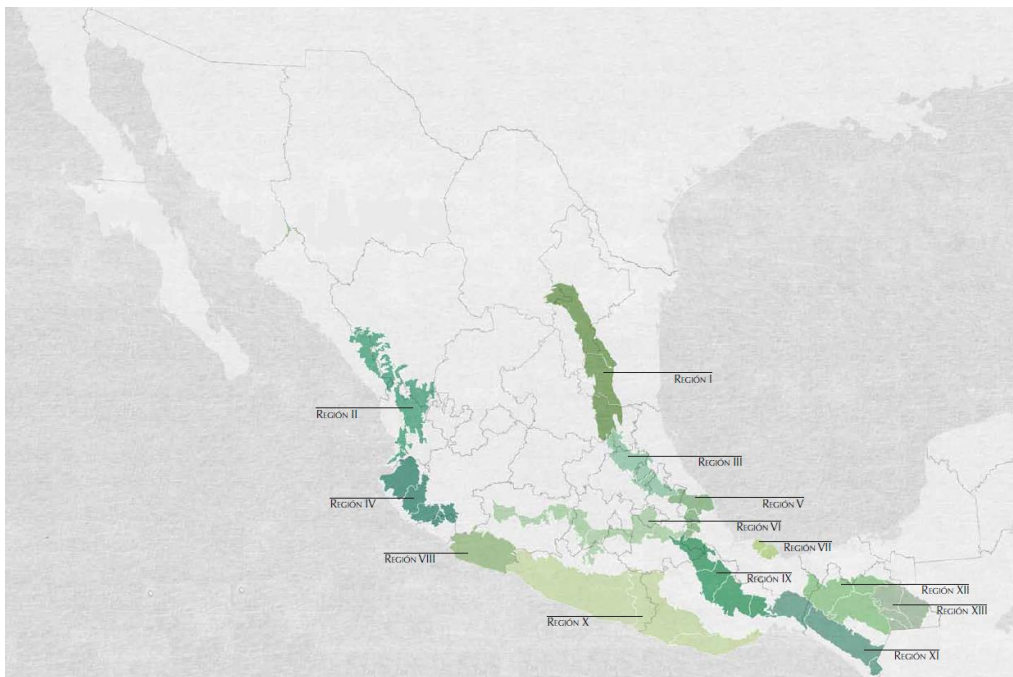 Región I
Región II
Región III
Región IV
Región V
Región VI
Región VII
Región VIII
Región IX
Región XII
Región XIII
Región X
Región XI